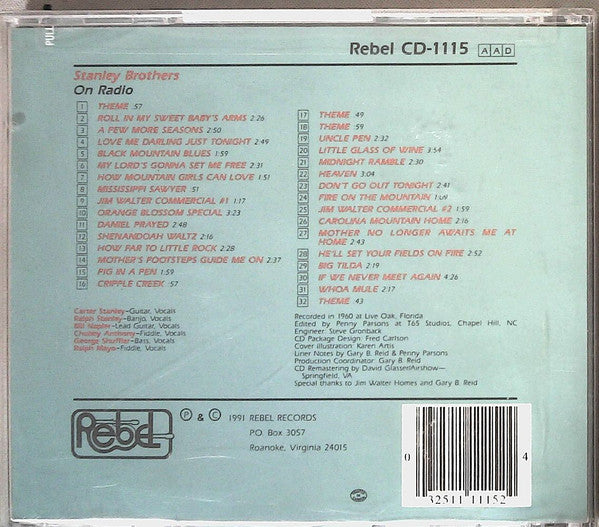 PULL
Rebel CD-1115 AAD
Stanley Brothers
On Radio
1 THEME :57
2 ROLL IN MY SWEET BABY'S ARMS 2:26
3 A FEW MORE SEASONS 2:50
4 LOVE ME DARLING JUST TONIGHT 2:49
5 BLACK MOUNTAIN BLUES 1:59
6 MY LORD'S GONNA SET ME FREE 2:31
7 HOW MOUNTAIN GIRLS CAN LOVE 1:51
8 MISSISSIPPI SAWYER :51
9 JIM WALTER COMMERCIAL #1 1:17
10 ORANGE BLOSSOM SPECIAL 3:23
11 DANIEL PRAYED 2:48
12 SHENANDOAH WALTZ 2:16
13 HOW FAR TO LITTLE ROCK 2:28
14 MOTHER'S FOOTSTEPS GUIDE ME ON 2:37
15 PIG IN A PEN 1:59
16 CRIPPLE CREEK :57
17 THEME :49
18 THEME :59
19 UNCLE PEN 2:32
20 LITTLE GLASS OF WINE 3:54
21 MIDNIGHT RAMBLE 2:30
22 HEAVEN 3:04
23 DON'T GO OUT TONIGHT 2:41
24 FIRE ON THE MOUNTAIN 1:09
25 JIM WALTER COMMERCIAL #2 1:59
26 CAROLINA MOUNTAIN HOME 2:16
27 MOTHER NO LONGER AWAITS ME AT
HOME 2:43
28 HE'LL SET YOUR FIELDS ON FIRE 2:52
29 BIG TILDA 2:19
30 IF WE NEVER MEET AGAIN 4:26
31 WHOA MULE 2:17
32 THEME :43
Carter Stanley—Guitar, Vocals
Ralph Stanley—Banjo, Vocals
Bill Napier—Lead Guitar, Vocals
Chubby Anthony—Fiddle, Vocals
George Shuffler—Bass, Vocals
Ralph Mayo—Fiddle, Vocals
Recorded in 1960 at Live Oak, Florida
Edited by Penny Parsons at T65 Studios, Chapel Hill, NC
Engineer: Steve Gronback
CD Package Design: Fred Carlson
Cover illustration: Karen Artis
Liner Notes by Gary B. Reid & Penny Parsons
Production Coordinator: Gary B. Reid
CD Remastering by David Glasser/Airshow—
Springfield, VA
Special thanks to Jim Walter Homes and Gary B. Reid
Rebel
Ⓟ & © 1991 REBEL RECORDS
P.O. Box 3057
Roanoke, Virginia 24015
0 32511 11152 4